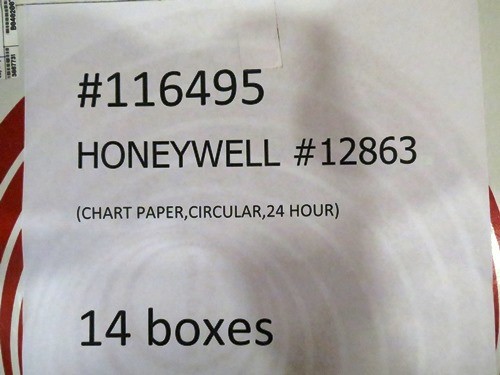 #116495
HONEYWELL #12863
(CHART PAPER,CIRCULAR,24 HOUR)
14 boxes